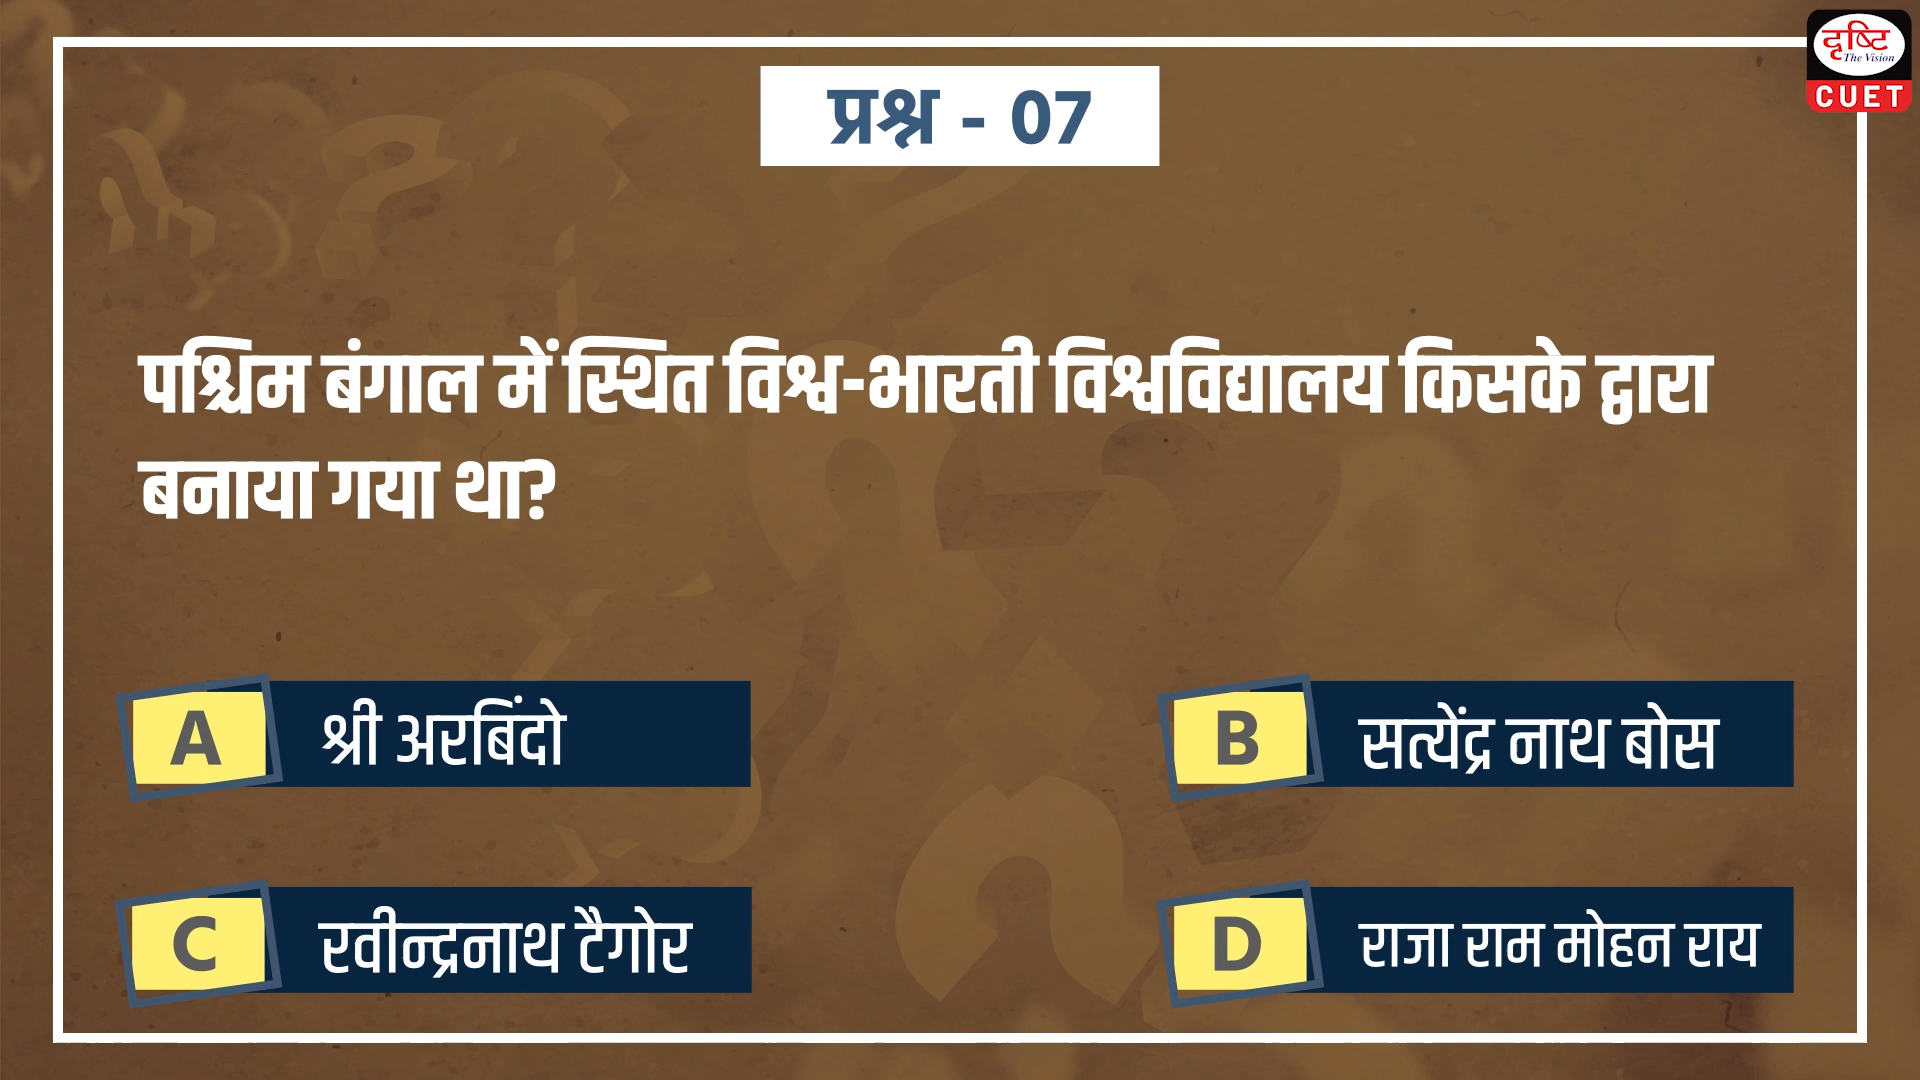 दृष्टि
The Vision
CUET
प्रश्न - 07
पश्चिम बंगाल में स्थित विश्व-भारती विश्वविद्यालय किसके द्वारा
बनाया गया था?
A श्री अरबिंदो
B सत्येंद्र नाथ बोस
C रवीन्द्रनाथ टैगोर
D राजा राम मोहन राय